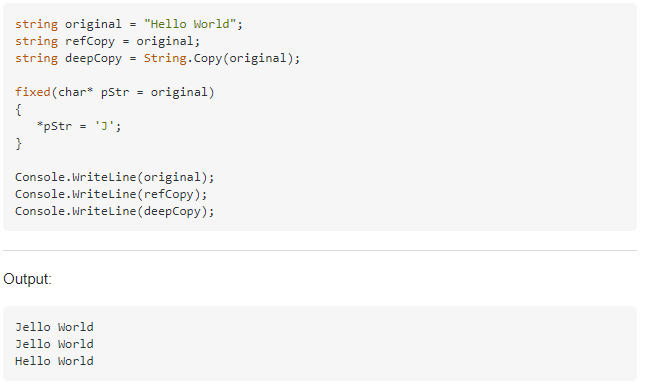 string original = "Hello World";
string refCopy = original;
string deepCopy = String.Copy(original);
fixed(char* pStr = original)
{
   *pStr = 'J';
}
Console.WriteLine(original);
Console.WriteLine(refCopy);
Console.WriteLine(deepCopy);
Output:
Jello World
Jello World
Hello World